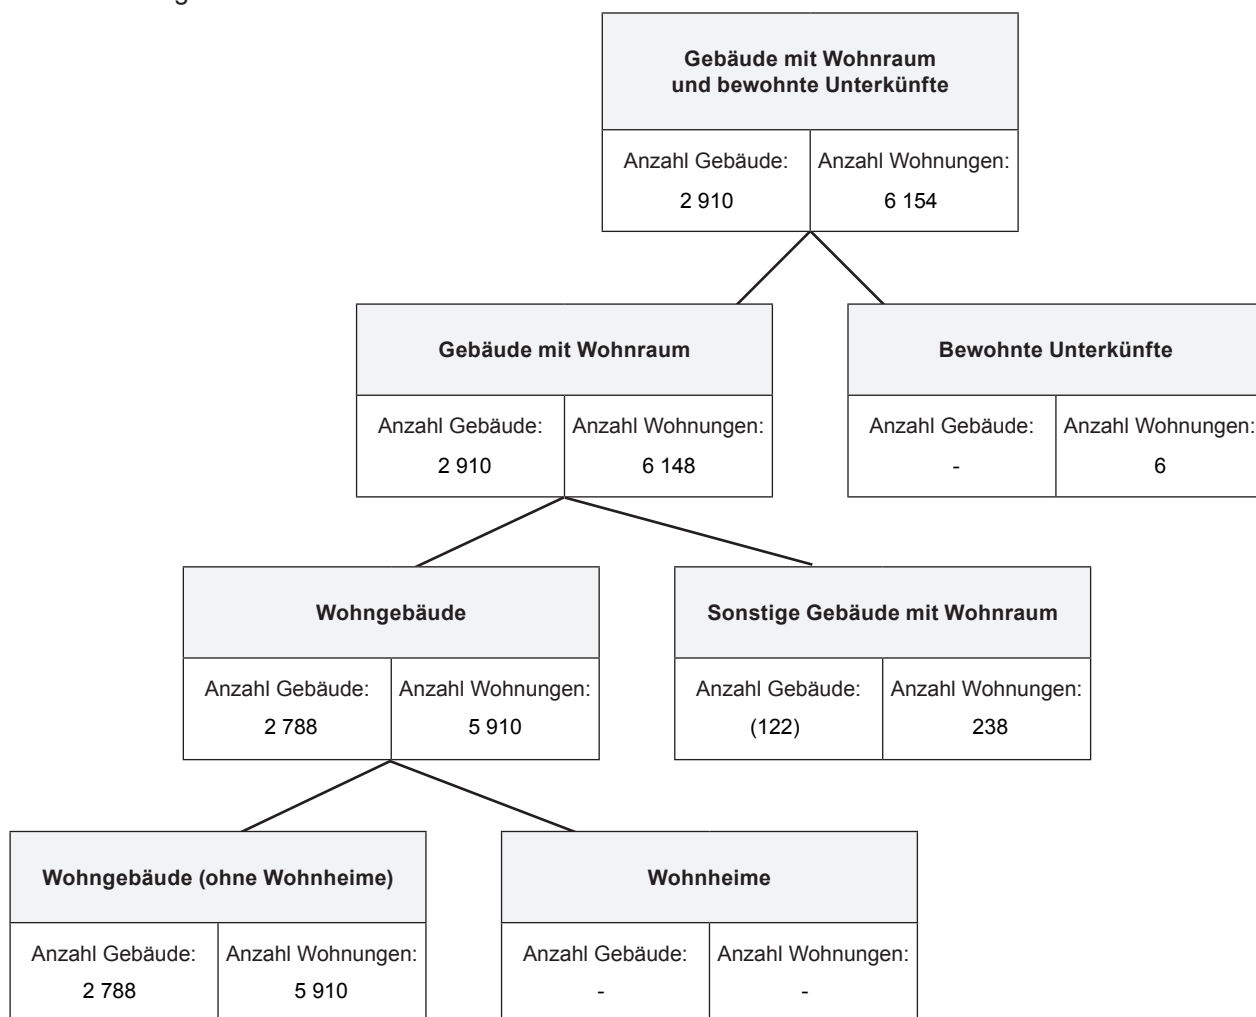 Gebäude mit Wohnraum
und bewohnte Unterkünfte
Anzahl Gebäude: Anzahl Wohnungen:
2 910 6 154
Gebäude mit Wohnraum
Anzahl Gebäude: Anzahl Wohnungen:
2 910 6 148
Bewohnte Unterkünfte
Anzahl Gebäude: Anzahl Wohnungen:
- 6
Wohngebäude
Anzahl Gebäude: Anzahl Wohnungen:
2 788 5 910
Sonstige Gebäude mit Wohnraum
Anzahl Gebäude: Anzahl Wohnungen:
(122) 238
Wohngebäude (ohne Wohnheime)
Anzahl Gebäude: Anzahl Wohnungen:
2 788 5 910
Wohnheime
Anzahl Gebäude: Anzahl Wohnungen:
- -